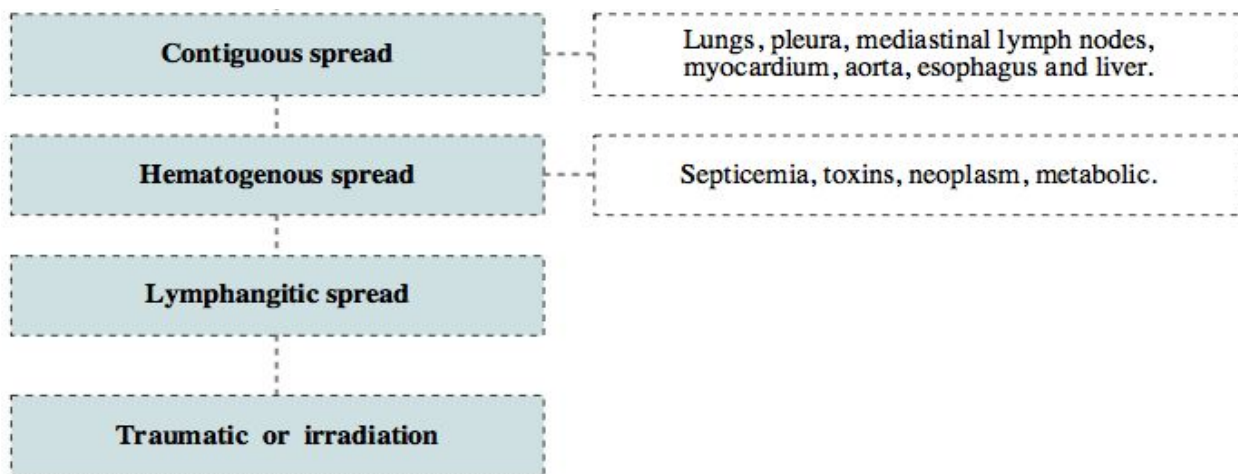 Contiguous spread
Lungs, pleura, mediastinal lymph nodes,
myocardium, aorta, esophagus and liver.
Hematogenous spread
Septicemia, toxins, neoplasm, metabolic.
Lymphangitic spread
Traumatic or irradiation